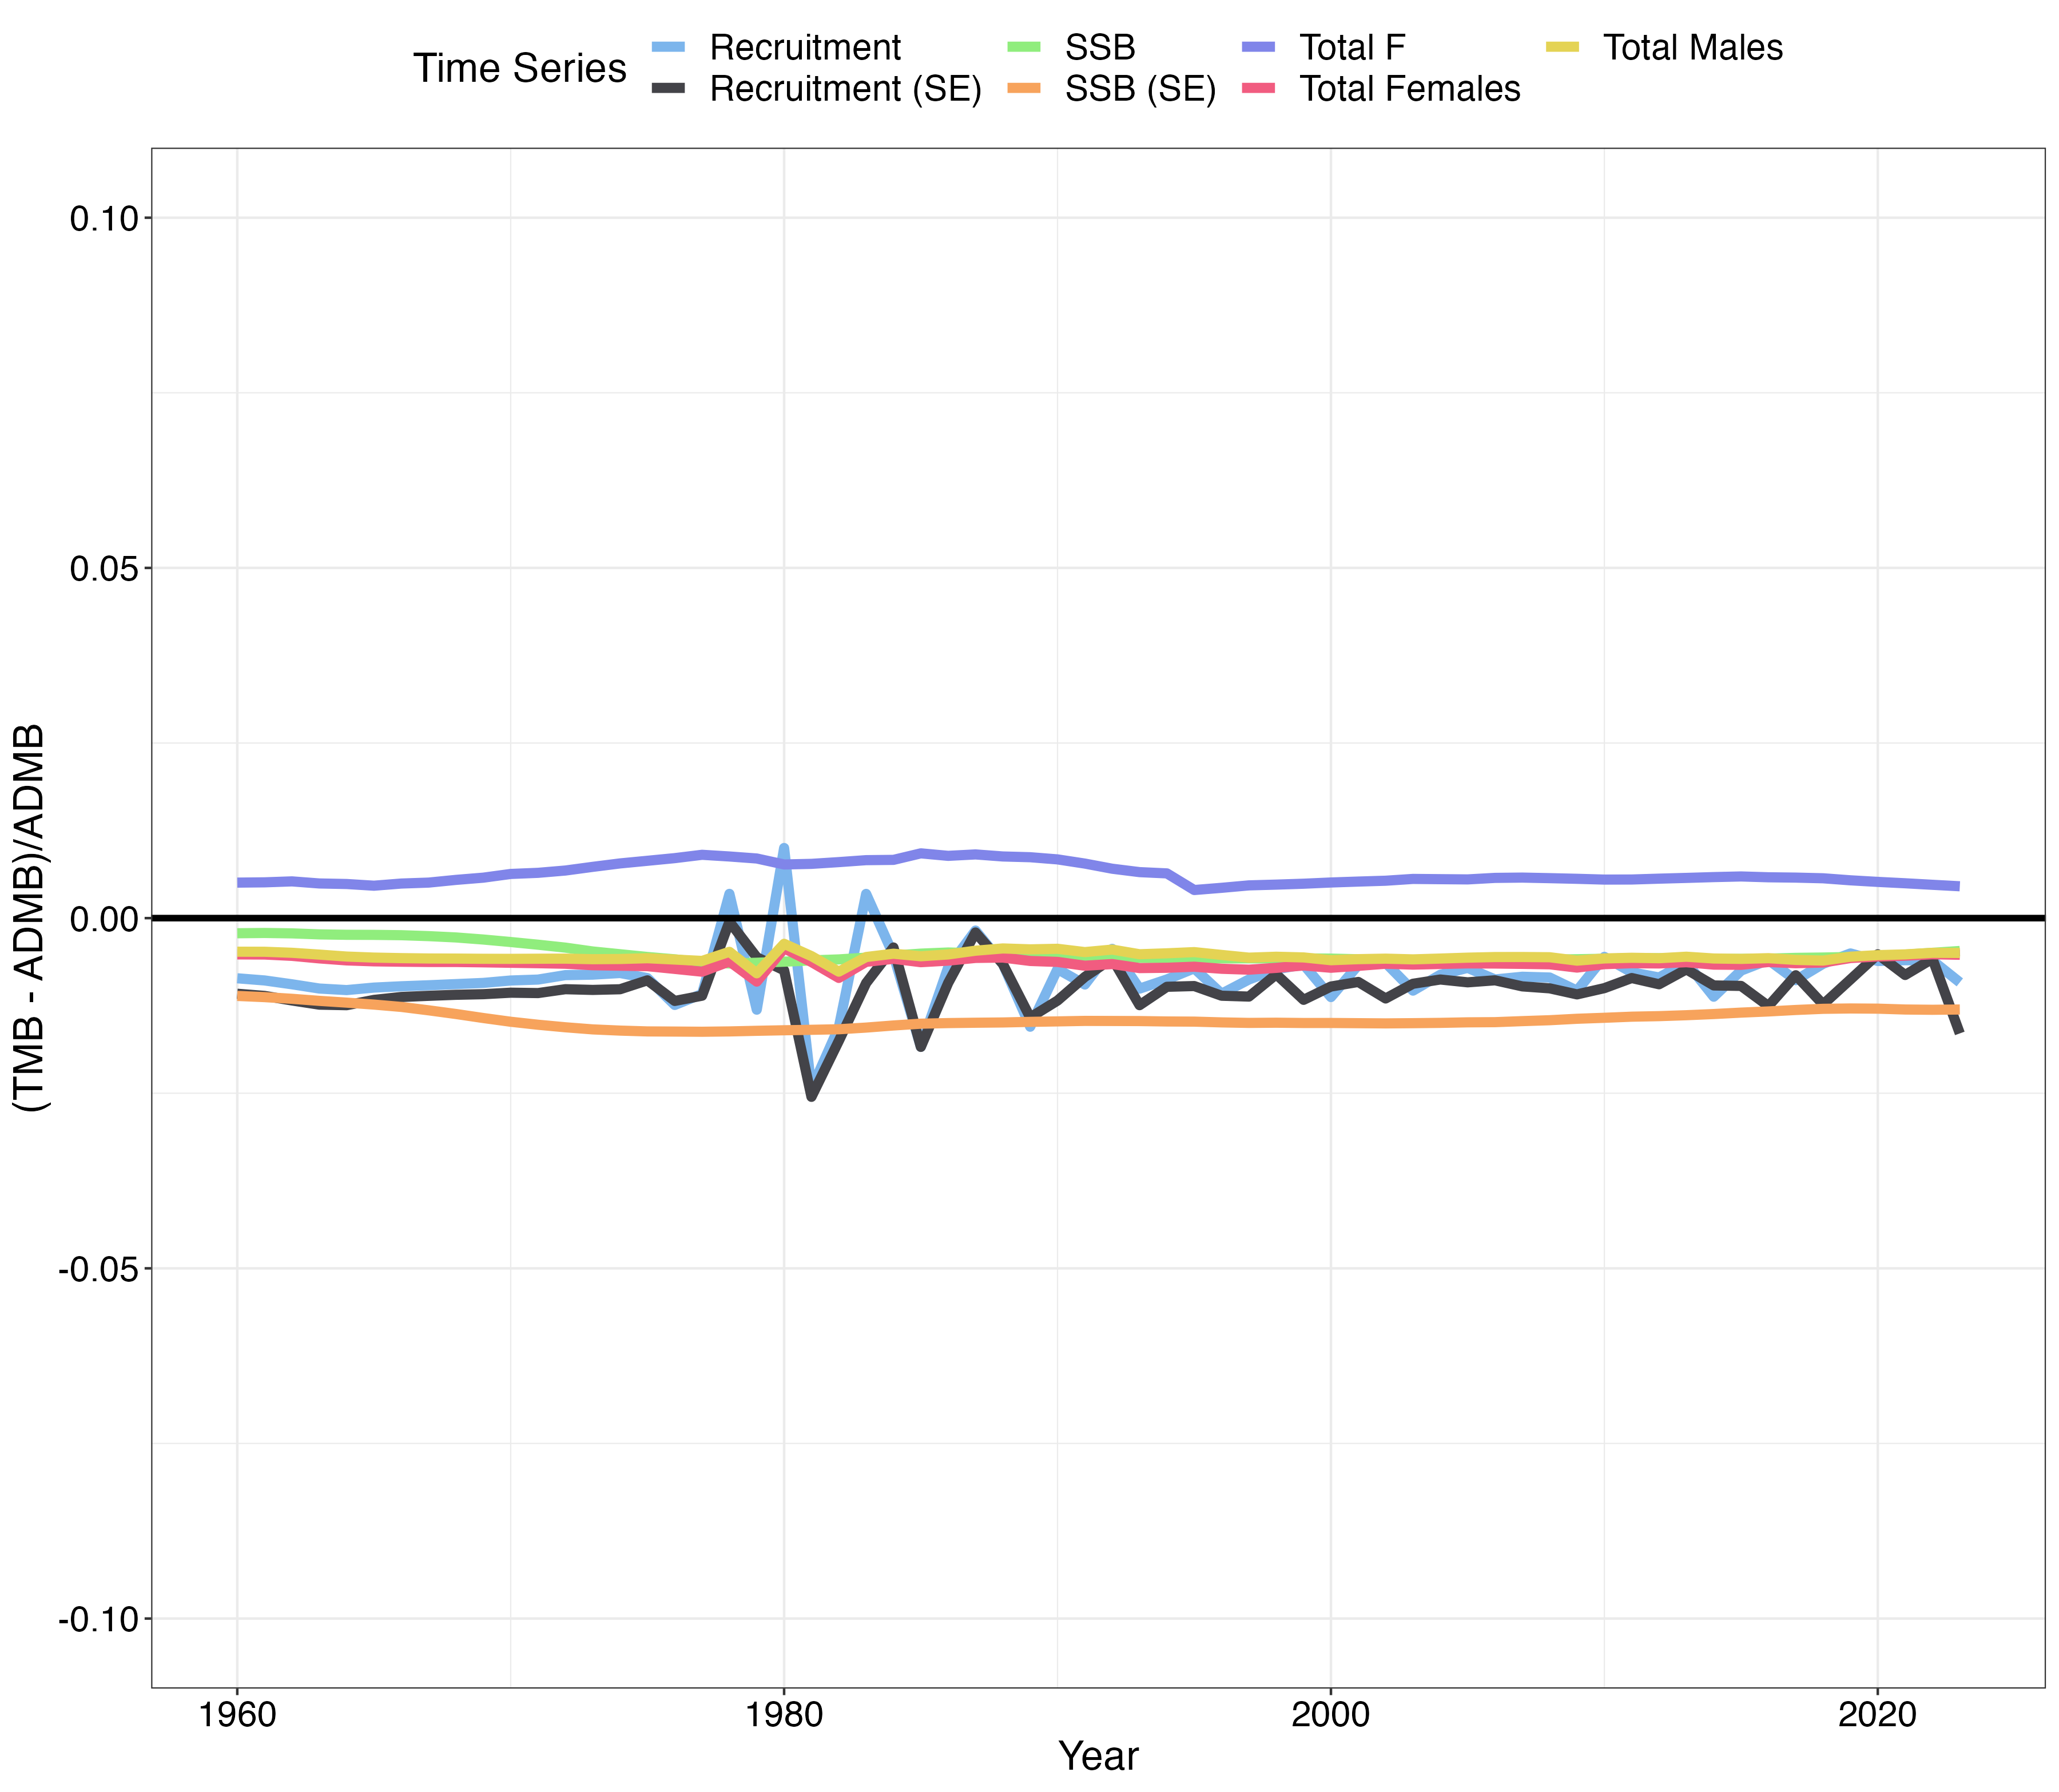 Time Series
Recruitment
SSB
Total F
Total Males
Recruitment (SE)
SSB (SE)
Total Females
0.10
0.05
0.00
-0.05
-0.10
(TMB - ADMB)/ADMB
1960
1980
2000
2020
Year